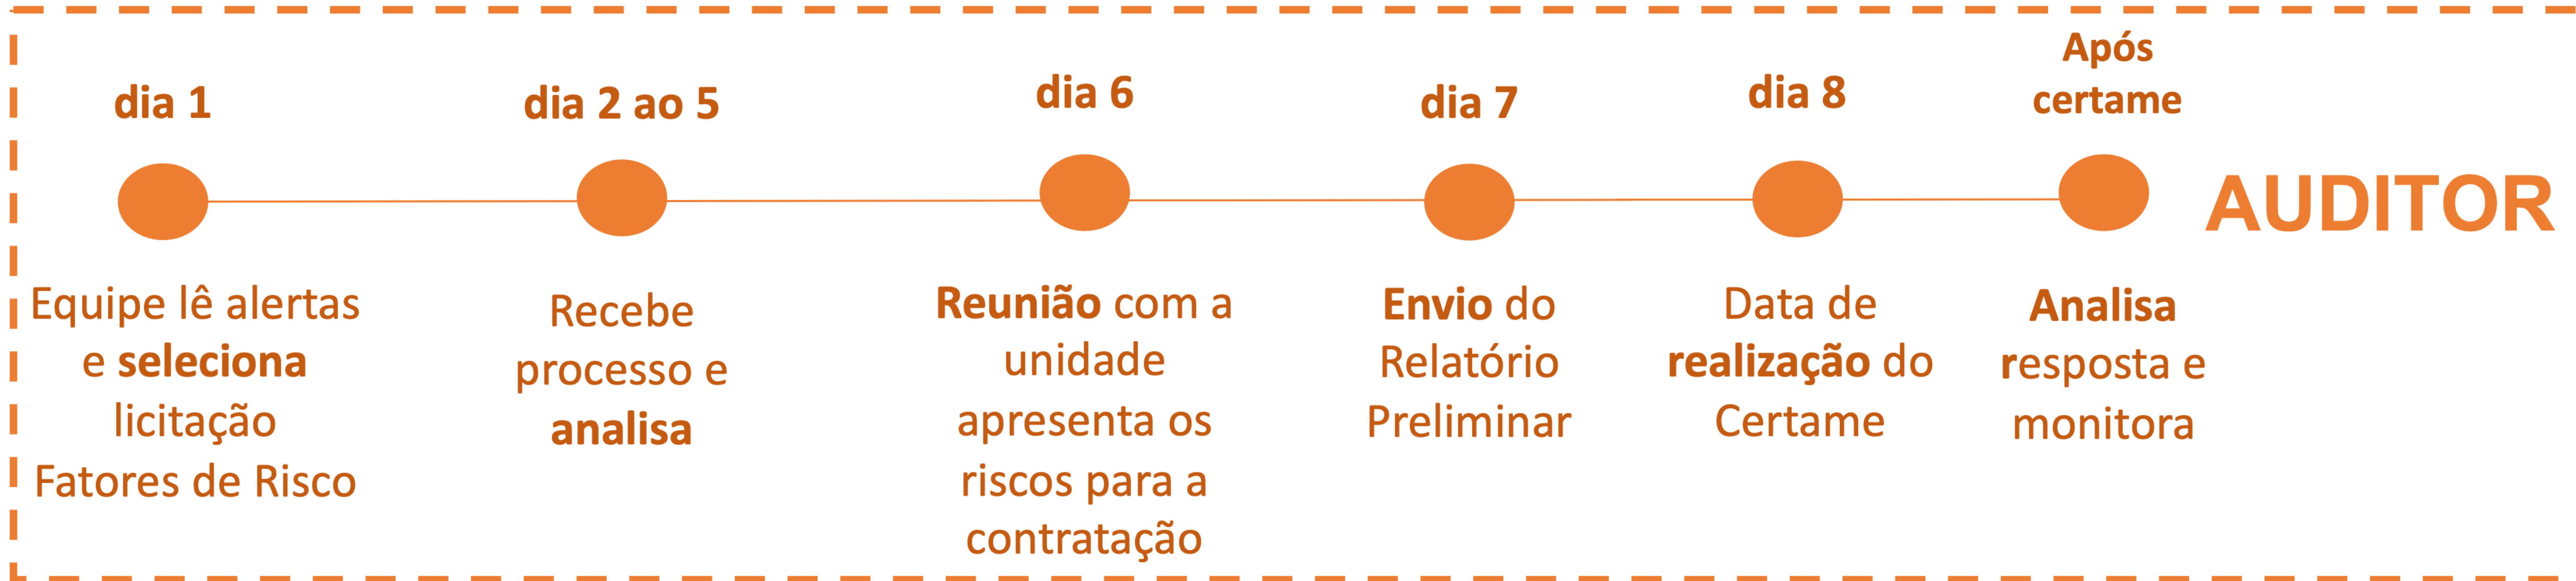 dia 1
Equipe lê alertas
e seleciona
licitação
Fatores de Risco
dia 2 ao 5
Recebe
processo e
analisa
dia 6
Reunião com a
unidade
apresenta os
riscos para a
contratação
dia 7
Envio do
Relatório
Preliminar
dia 8
Data de
realização do
Certame
Após
certame
Analisa
resposta e
monitora
AUDITOR